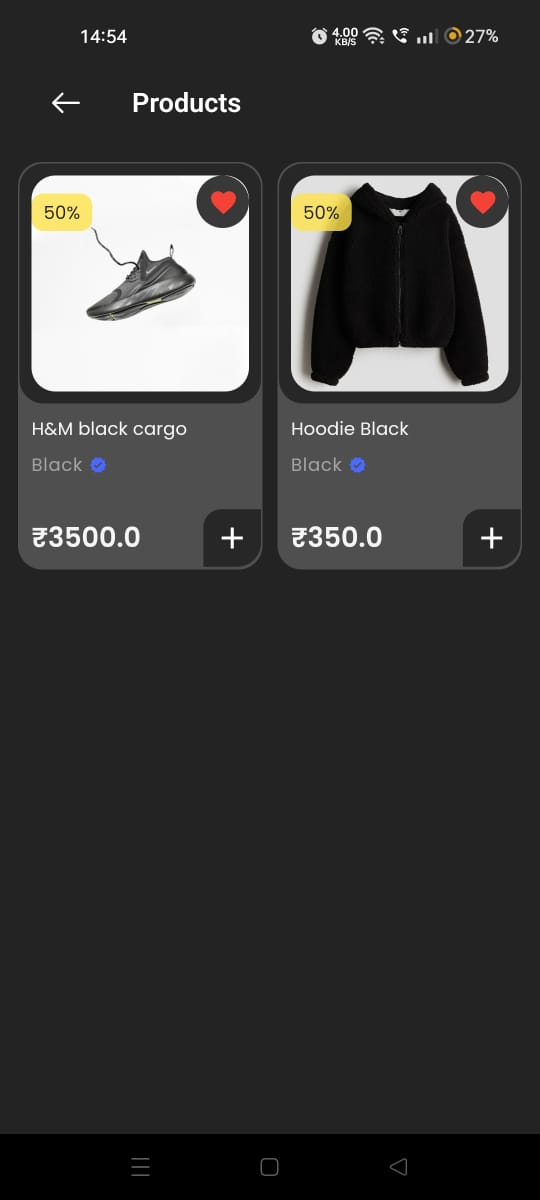 14:54
4.00
KB/S
27%
Products
50%
50%
H&M black cargo
Hoodie Black
Black
Black
₹3500.0
₹350.0